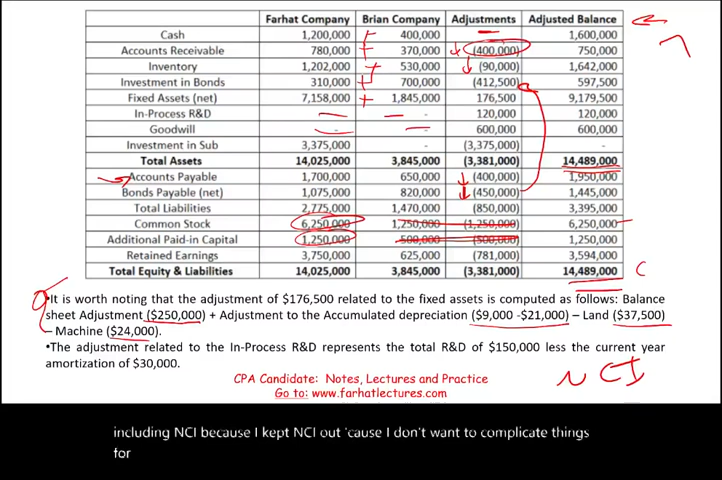 Farhat Company Brian Company Adjustments Adjusted Balance
Cash 1,200,000 400,000 1,600,000
Accounts Receivable 780,000 370,000 (400,000) 750,000
Inventory 1,202,000 530,000 (90,000) 1,642,000
Investment in Bonds 310,000 700,000 (412,500) 597,500
Fixed Assets (net) 7,158,000 1,845,000 176,500 9,179,500
In-Process R&D - 120,000 120,000
Goodwill 600,000 600,000
Investment in Sub 3,375,000 - (3,375,000) -
Total Assets 14,025,000 3,845,000 (3,381,000) 14,489,000
Accounts Payable 1,700,000 650,000 (400,000) 1,950,000
Bonds Payable (net) 1,075,000 820,000 (450,000) 1,445,000
Total Liabilities 2,775,000 1,470,000 (850,000) 3,395,000
Common Stock 6,250,000 1,250,000 (1,250,000) 6,250,000
Additional Paid-in Capital 1,250,000 500,000 (500,000) 1,250,000
Retained Earnings 3,750,000 625,000 (781,000) 3,594,000
Total Equity & Liabilities 14,025,000 3,845,000 (3,381,000) 14,489,000
•It is worth noting that the adjustment of $176,500 related to the fixed assets is computed as follows: Balance
sheet Adjustment ($250,000) + Adjustment to the Accumulated depreciation ($9,000 -$21,000) – Land ($37,500)
– Machine ($24,000).
•The adjustment related to the In-Process R&D represents the total R&D of $150,000 less the current year
amortization of $30,000.
NCI
CPA Candidate: Notes, Lectures and Practice
Go to: www.farhatlectures.com
including NCI because I kept NCI out 'cause I don't want to complicate things
for